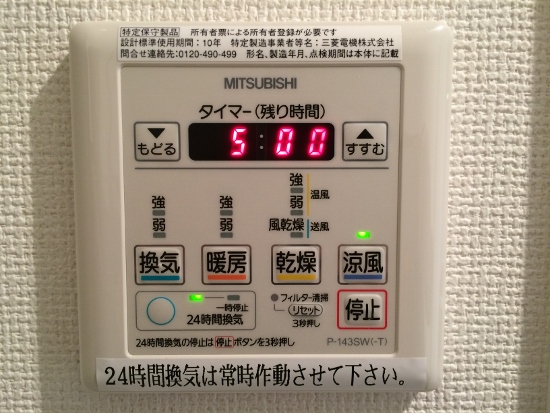 特定保守製品 所有者票による所有者登録が必要です
設計標準使用期間:10年 特定製造事業者等名:三菱電機株式会社
問合せ連絡先:0120-490-499 形名、製造年月、点検期間は本体に記載
MITSUBISHI
タイマー(残り時間)
▼ 5:00 ▲
もどる すすむ
強 強 強 温風
弱 弱 弱
風乾燥 送風
換気 暖房 乾燥 涼風
一時停止
24時間換気
フィルター清掃
リセット
3秒押し
停止
24時間換気の停止は停止ボタンを3秒押し
P-143SW(-T)
24時間換気は常時作動させて下さい。